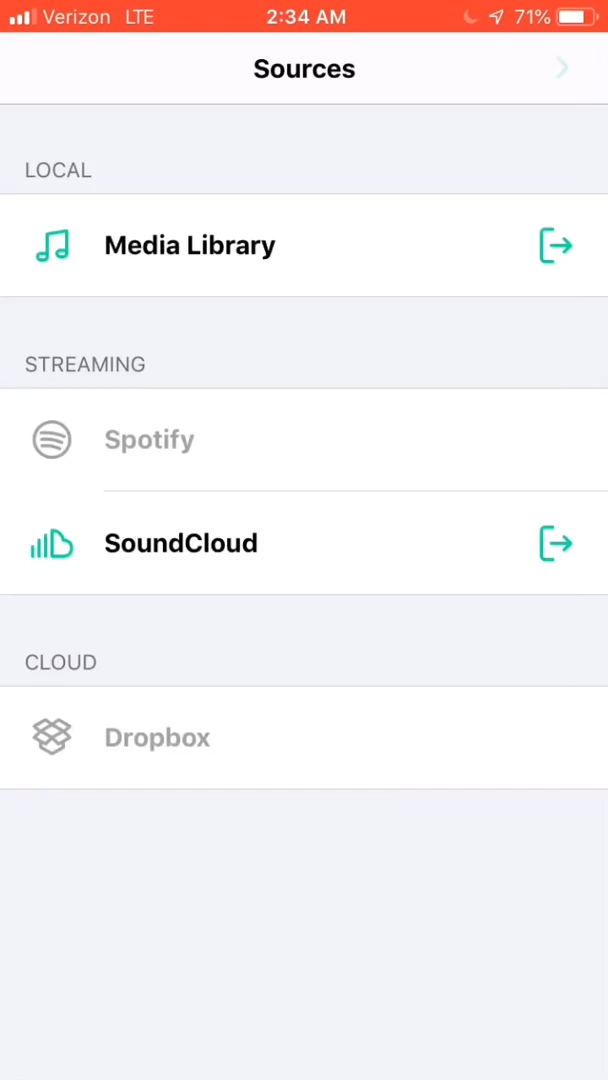 Verizon LTE 2:34 AM 71%
Sources
LOCAL
Media Library
STREAMING
Spotify
SoundCloud
CLOUD
Dropbox